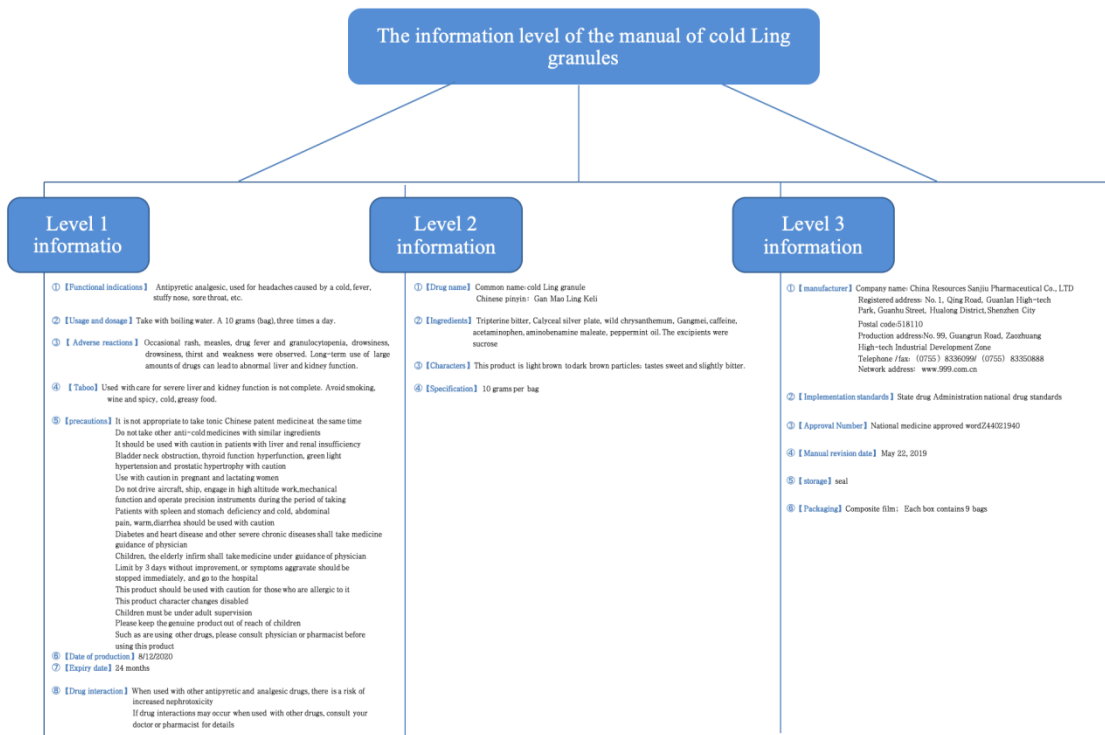 The information level of the manual of cold Ling
granules
Level 1
informatio
① 【Functional indications】 Antipyretic analgesic, used for headaches caused by a cold, fever,
stuffy nose, sore throat, etc.
② 【Usage and dosage】 Take with boiling water. A 10 grams (bag), three times a day.
③ 【 Adverse reactions】 Occasional rash, measles, drug fever and granulocytopenia, drowsiness,
drowsiness, thirst and weakness were observed. Long-term use of large
amounts of drugs can lead to abnormal liver and kidney function.
④ 【Taboo】 Used with care for severe liver and kidney function is not complete. Avoid smoking,
wine and spicy, cold, greasy food.
⑤ 【precautions】 It is not appropriate to take tonic Chinese patent medicine at the same time
Do not take other anti-cold medicines with similar ingredients
It should be used with caution in patients with liver and renal insufficiency
Bladder neck obstruction, thyroid function hyperfunction, green light
hypertension and prostatic hypertrophy with caution
Use with caution in pregnant and lactating women
Do not drive aircraft, ship, engage in high altitude work,mechanical
function and operate precision instruments during the period of taking
Patients with spleen and stomach deficiency and cold, abdominal
pain, warm,diarrhea should be used with caution
Diabetes and heart disease and other severe chronic diseases shall take medicine
guidance of physician
Children, the elderly infirm shall take medicine under guidance of physician
Limit by 3 days without improvement, or symptoms aggravate should be
stopped immediately, and go to the hospital
This product should be used with caution for those who are allergic to it
This product character changes disabled
Children must be under adult supervision
Please keep the genuine product out of reach of children
Such as are using other drugs, please consult physician or pharmacist before
using this product
⑥ 【Date of production】 8/12/2020
⑦ 【Expiry date】 24 months
⑧ 【Drug interaction】 When used with other antipyretic and analgesic drugs, there is a risk of
increased nephrotoxicity
If drug interactions may occur when used with other drugs, consult your
doctor or pharmacist for details
Level 2
information
① 【Drug name】 Common name: cold Ling granule
Chinese pinyin: Gan Mao Ling Keli
② 【Ingredients】 Tripterine bitter, Calyceal silver plate, wild chrysanthemum, Gangmei, caffeine,
acetaminophen, aminobenamine maleate, peppermint oil. The excipients were
sucrose
③ 【Characters】 This product is light brown to dark brown particles; tastes sweet and slightly bitter.
④ 【Specification】 10 grams per bag
Level 3
information
① 【manufacturer】 Company name: China Resources Sanjiu Pharmaceutical Co., LTD
Registered address: No. 1, Qing Road, Guanlan High-tech
Park, Guanhu Street, Hualong District, Shenzhen City
Postal code:518110
Production address:No. 99, Guangrun Road, Zaozhuang
High-tech Industrial Development Zone
Telephone /fax: (0755) 8336099/ (0755) 83350888
Network address: www.999.com.cn
② 【Implementation standards】 State drug Administration national drug standards
③ 【Approval Number】 National medicine approved wordZ44021940
④ 【Manual revision date】 May 22, 2019
⑤ 【storage】 seal
⑥ 【Packaging】 Composite film; Each box contains 9 bags